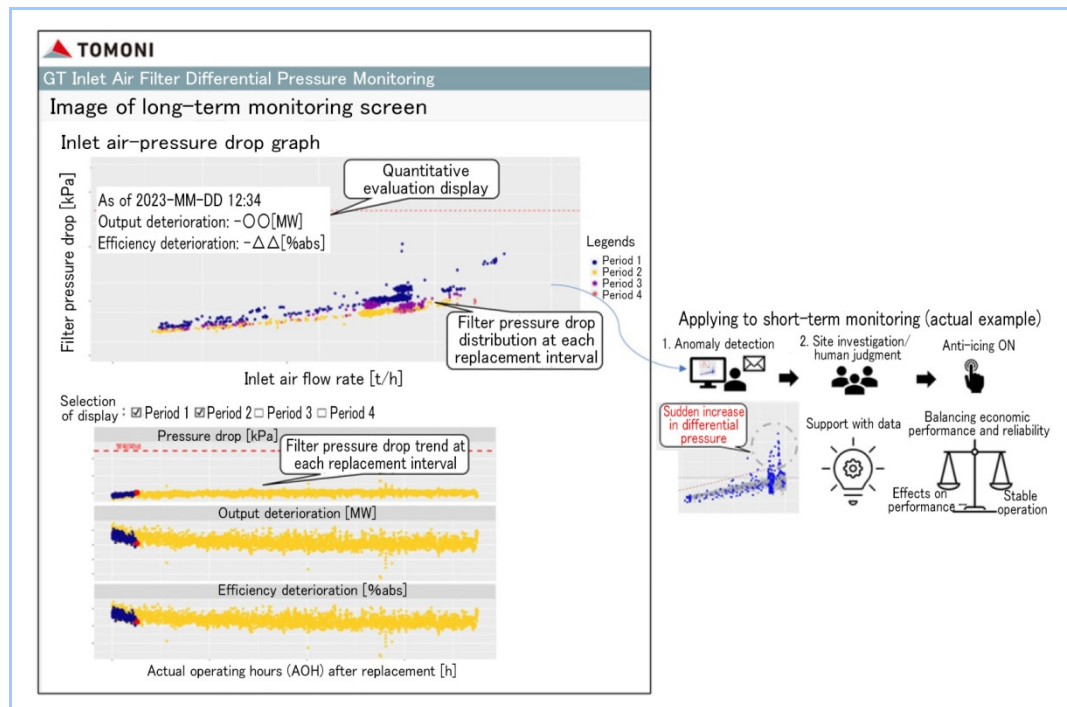 TOMONI
GT Inlet Air Filter Differential Pressure Monitoring
Image of long-term monitoring screen
Inlet air-pressure drop graph
Quantitative
evaluation display
As of 2023-MM-DD 12:34
Output deterioration: -○○[MW]
Efficiency deterioration: -△△[%abs]
Filter pressure drop [kPa]
Legends
Period 1
Period 2
Period 3
Period 4
Filter pressure drop
distribution at each
replacement interval
Inlet air flow rate [t/h]
Selection
of display : ☑ Period 1 ☑ Period 2 □ Period 3 □ Period 4
Pressure drop [kPa]
Filter pressure drop trend at
each replacement interval
Output deterioration [MW]
Efficiency deterioration [%abs]
Actual operating hours (AOH) after replacement [h]
Applying to short-term monitoring (actual example)
1. Anomaly detection
2. Site investigation/
human judgment
Anti-icing ON
Sudden increase
in differential
pressure
Support with data
Balancing economic
performance and reliability
Effects on
performance
Stable
operation